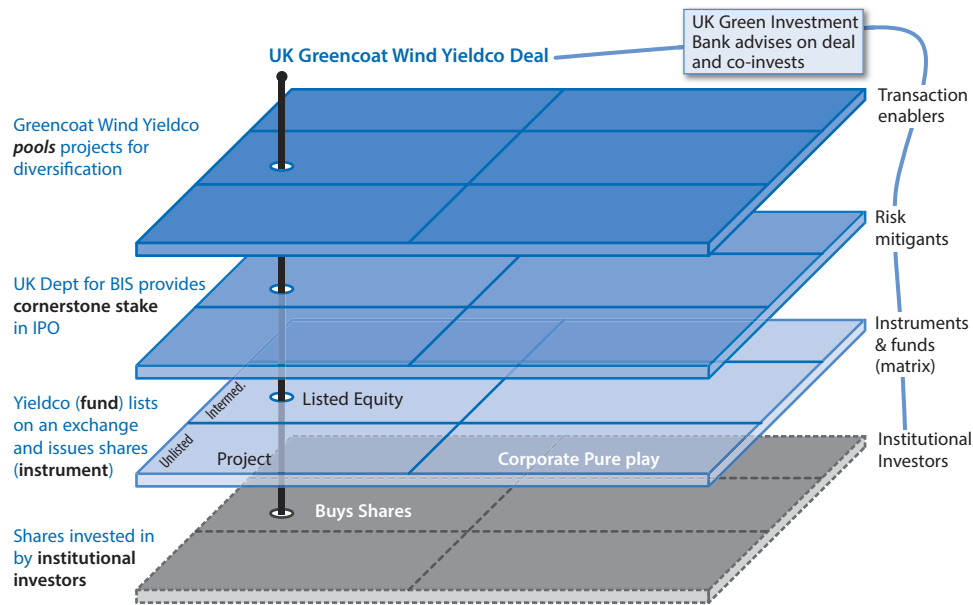 UK Green Investment
Bank advises on deal
and co-invests
UK Greencoat Wind Yieldco Deal
Transaction
enablers
Greencoat Wind Yieldco
pools projects for
diversification
Risk
mitigants
UK Dept for BIS provides
cornerstone stake
in IPO
Instruments
& funds
(matrix)
Yieldco (fund) lists
on an exchange
and issues shares
(instrument)
Intermed.
Listed Equity
Unlisted
Project
Corporate Pure play
Institutional
Investors
Buys Shares
Shares invested in
by institutional
investors